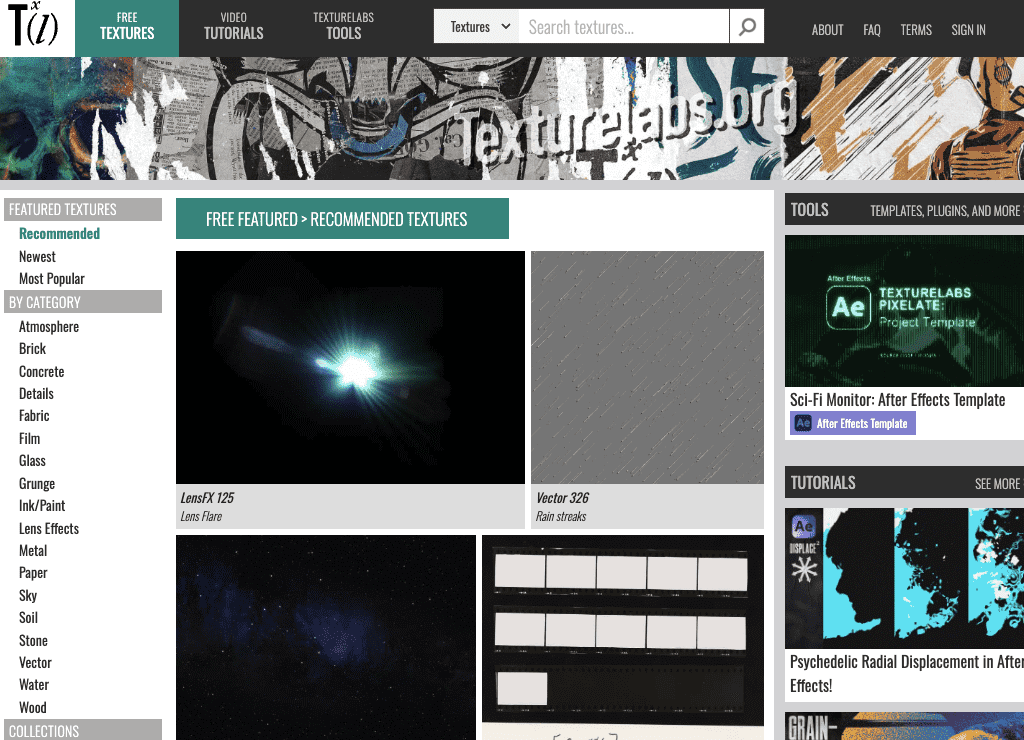 T x (l)
FREE
TEXTURES
VIDEO
TUTORIALS
TEXTURELABS
TOOLS
Textures
Search textures...
ABOUT
FAQ
TERMS
SIGN IN
Texturelabs.org
FEATURED TEXTURES
Recommended
Newest
Most Popular
BY CATEGORY
Atmosphere
Brick
Concrete
Details
Fabric
Film
Glass
Grunge
Ink/Paint
Lens Effects
Metal
Paper
Sky
Soil
Stone
Vector
Water
Wood
COLLECTIONS
FREE FEATURED > RECOMMENDED TEXTURES
LensFX 125
Lens Flare
Vector 326
Rain streaks
TOOLS
TEMPLATES, PLUGINS, AND MORE
After Effects
Ae
TEXTURELABS
PIXELATE:
Project Template
Sci-Fi Monitor: After Effects Template
Ae After Effects Template
TUTORIALS
SEE MORE
Ae
DISPLACE
Psychedelic Radial Displacement in After
Effects!
GRAIN-